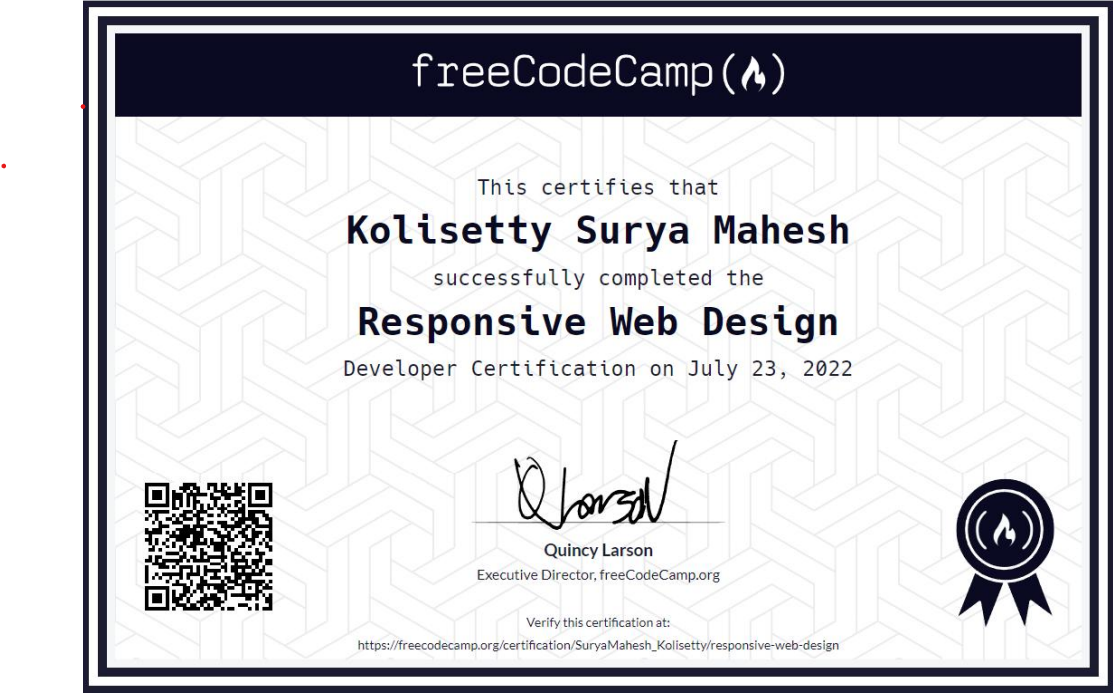 freeCodeCamp(🔥)
This certifies that
Kolisetty Surya Mahesh
successfully completed the
Responsive Web Design
Developer Certification on July 23, 2022
Q Larson
Quincy Larson
Executive Director, freeCodeCamp.org
Verify this certification at:
https://freecodecamp.org/certification/SuryaMahesh_Kolisetty/responsive-web-design